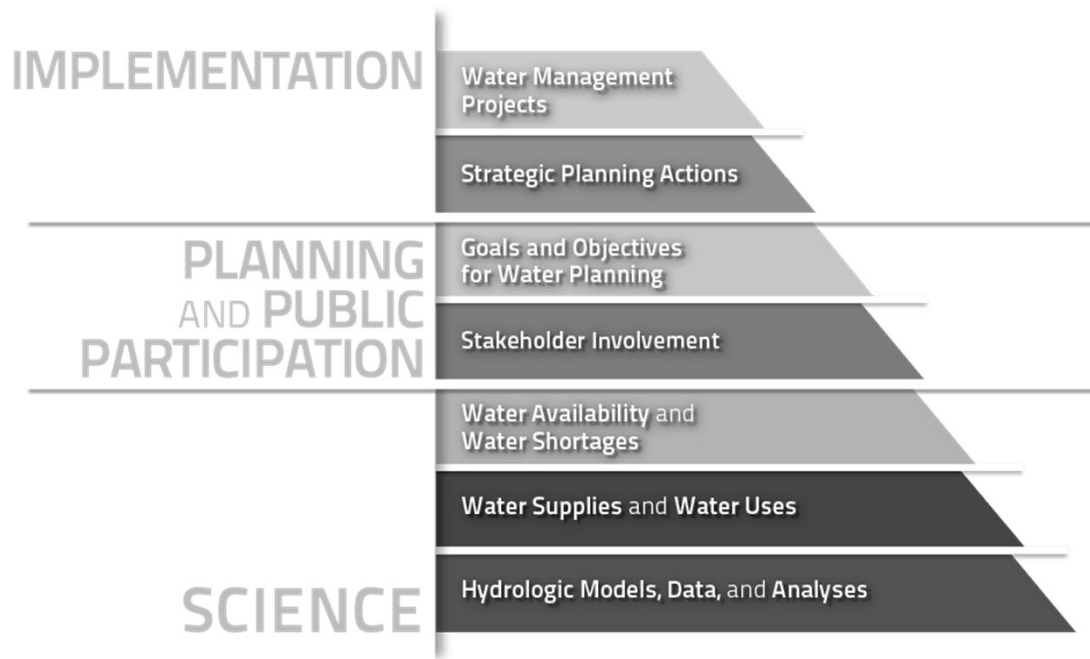 IMPLEMENTATION
Water Management
Projects
Strategic Planning Actions
PLANNING
AND PUBLIC
PARTICIPATION
Goals and Objectives
for Water Planning
Stakeholder Involvement
Water Availability and
Water Shortages
Water Supplies and Water Uses
SCIENCE
Hydrologic Models, Data, and Analyses